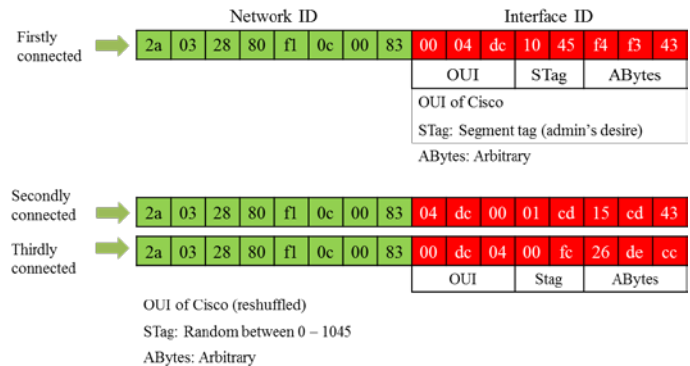 Network ID Interface ID
Firstly connected 2a 03 28 80 f1 0c 00 83 00 04 dc 10 45 f4 f3 43
OUI STag ABytes
OUI of Cisco
STag: Segment tag (admin's desire)
ABytes: Arbitrary
Secondly connected 2a 03 28 80 f1 0c 00 83 04 dc 00 01 cd 15 cd 43
Thirdly connected 2a 03 28 80 f1 0c 00 83 00 dc 04 00 fc 26 de cc
OUI Stag ABytes
OUI of Cisco (reshuffled)
STag: Random between 0 – 1045
ABytes: Arbitrary